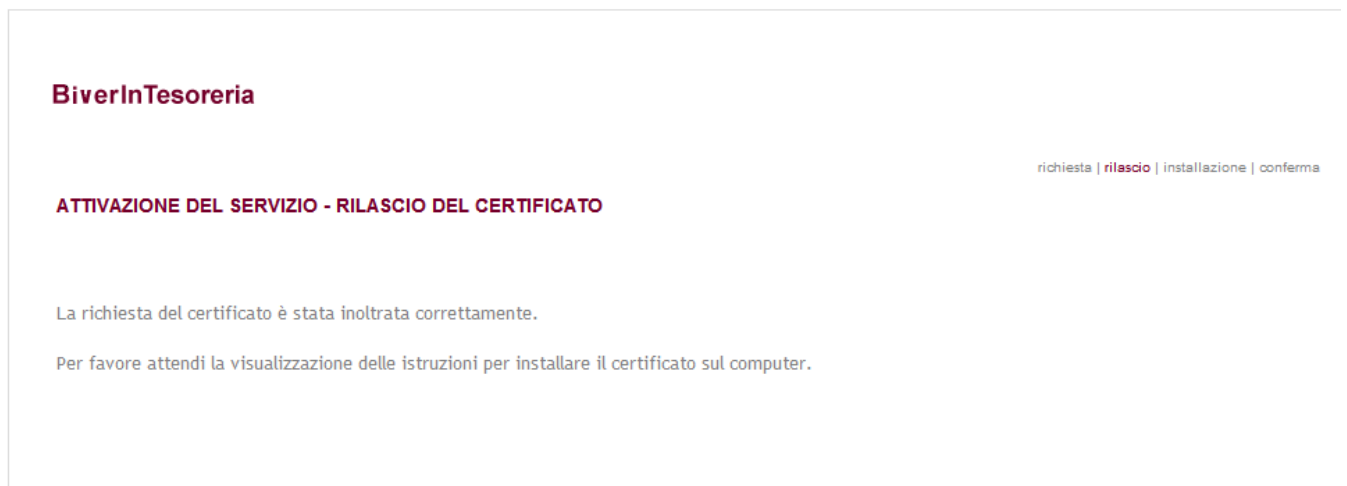 BiverInTesoreria
richiesta | rilascio | installazione | conferma
ATTIVAZIONE DEL SERVIZIO - RILASCIO DEL CERTIFICATO
La richiesta del certificato è stata inoltrata correttamente.
Per favore attendi la visualizzazione delle istruzioni per installare il certificato sul computer.